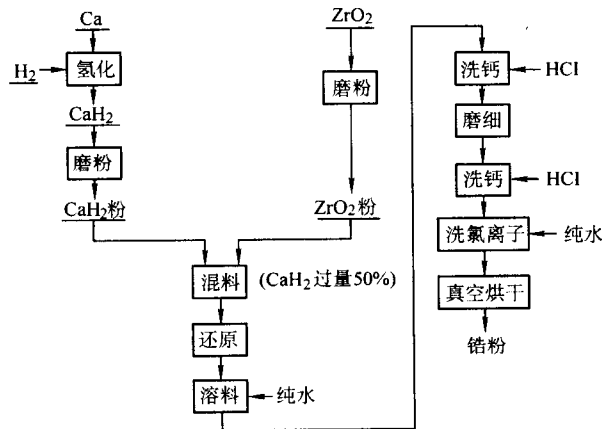 Ca
H2
氢化
CaH2
磨粉
CaH2粉
ZrO2
磨粉
ZrO2粉
混料
(CaH2过量50%)
还原
溶料
纯水
洗钙
HCl
磨细
洗钙
HCl
洗氯离子
纯水
真空烘干
锆粉